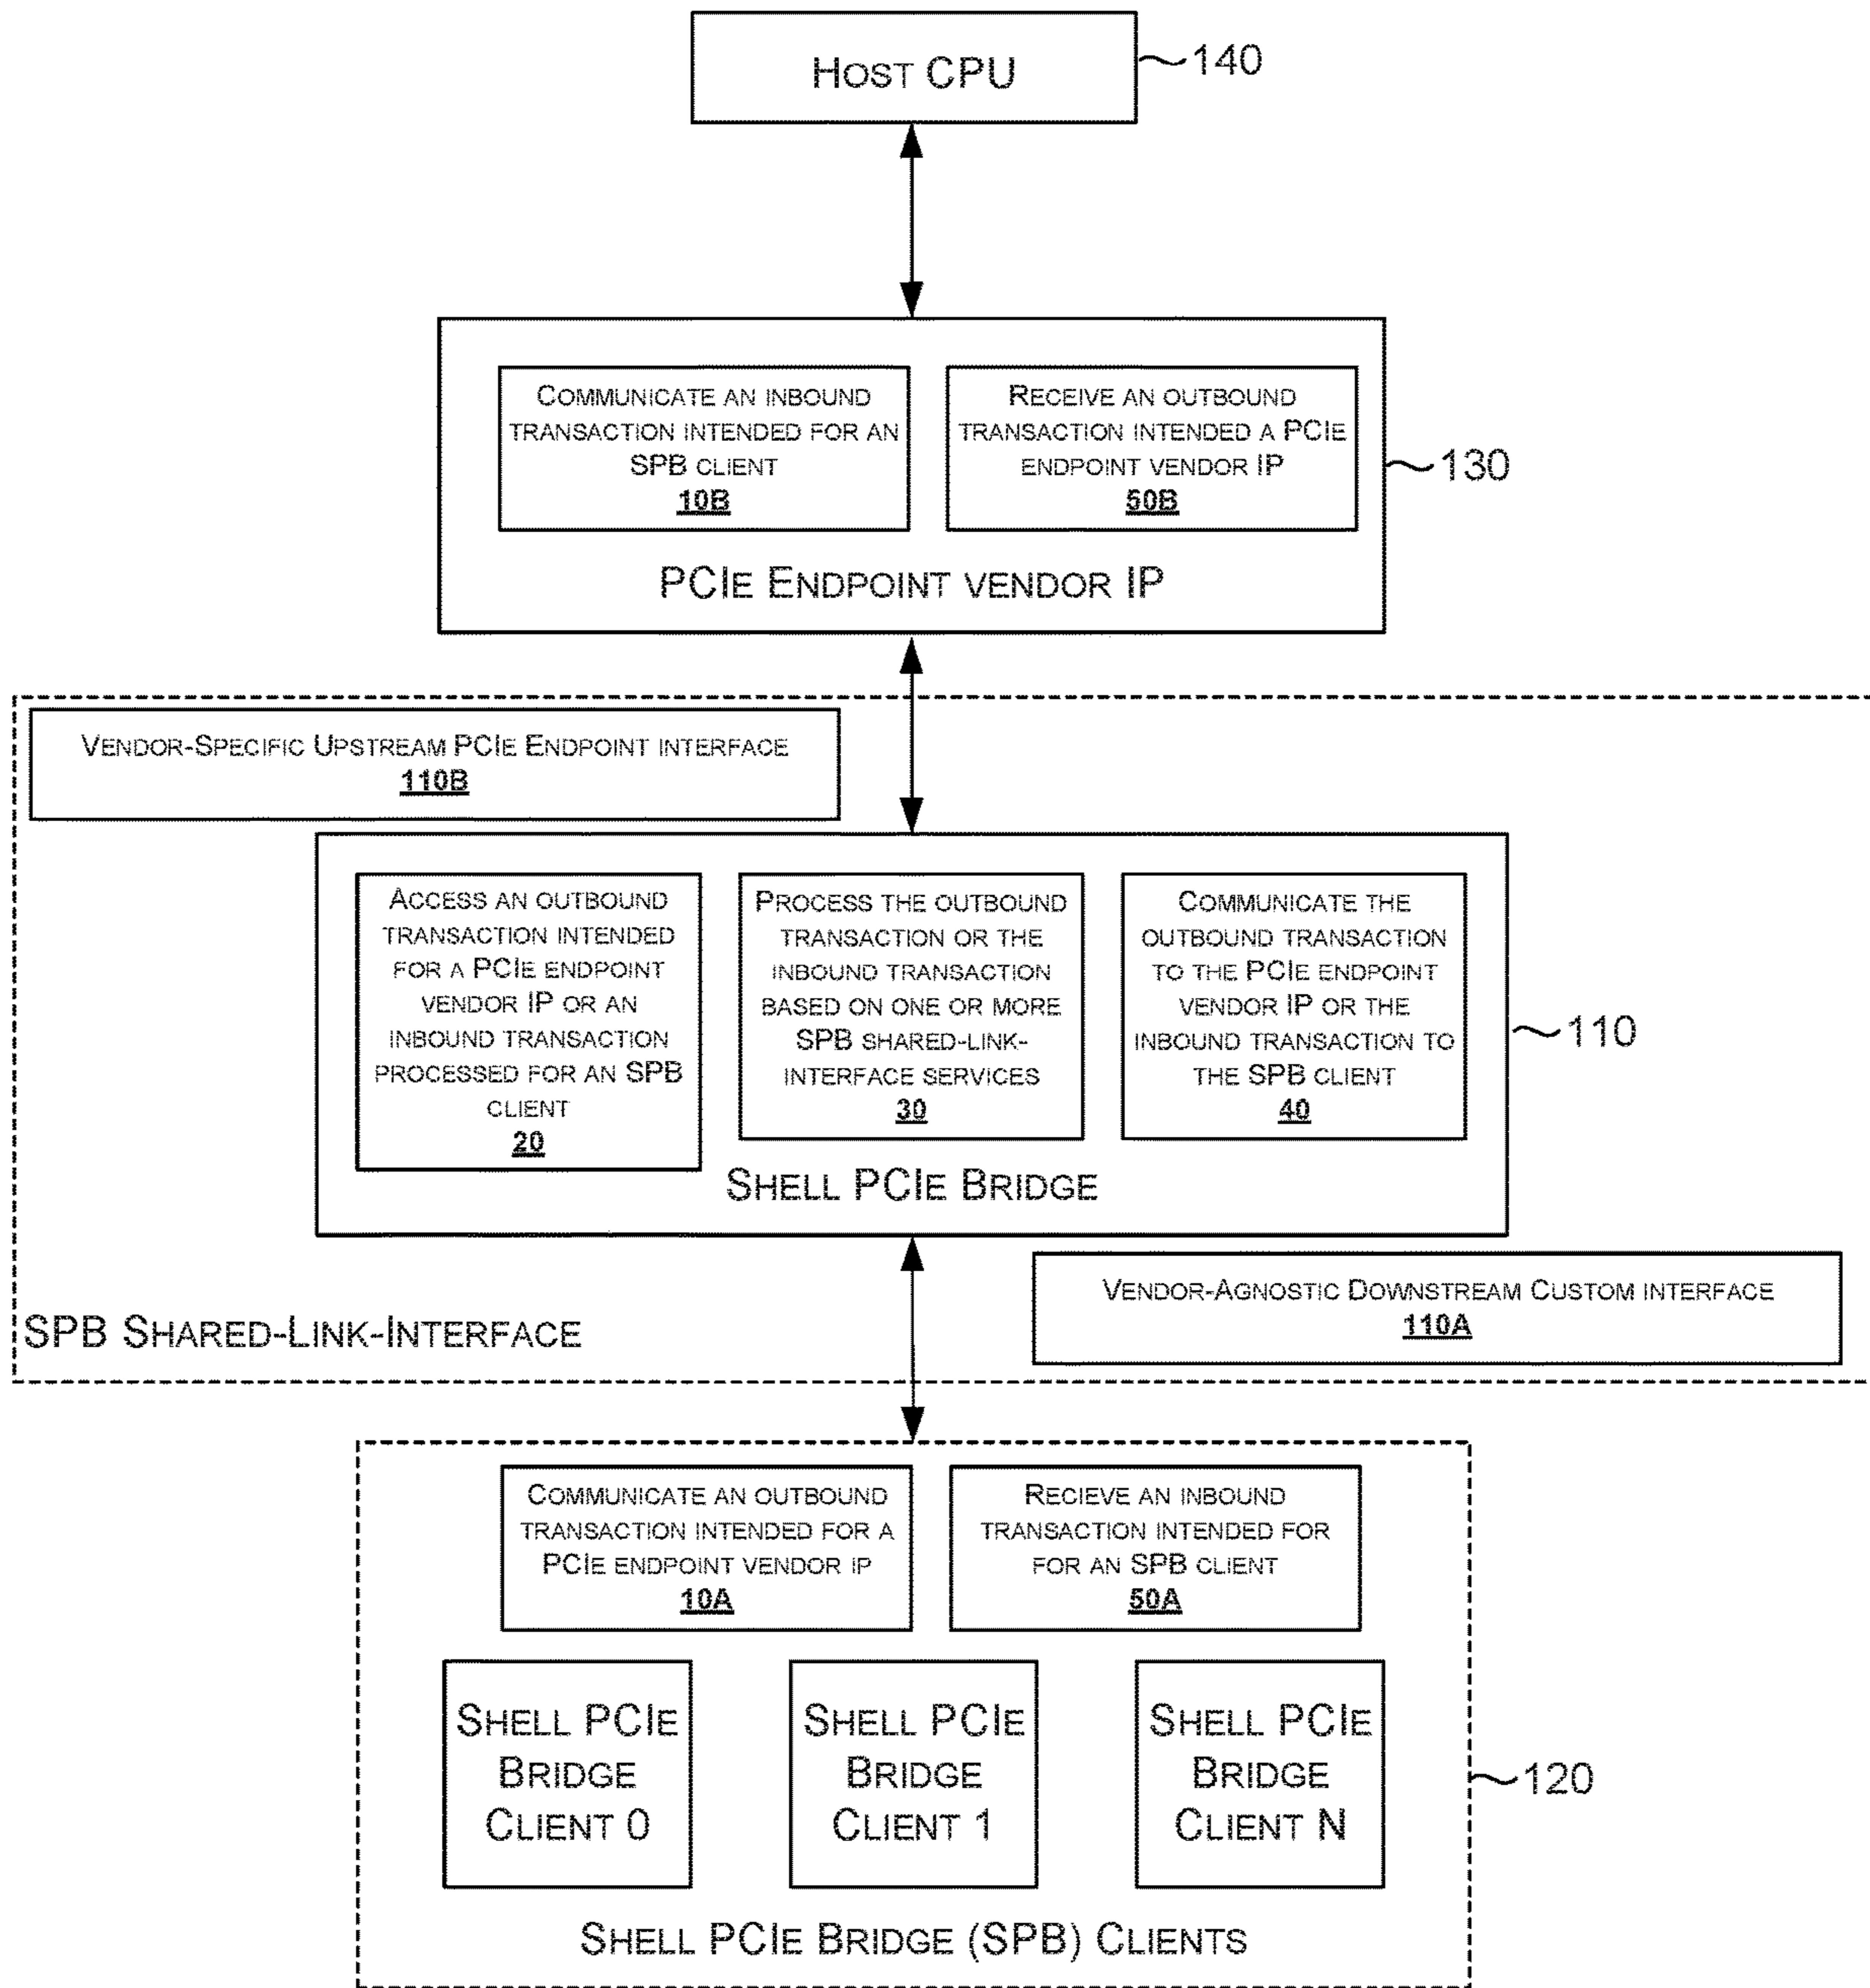 HOST CPU
140
COMMUNICATE AN INBOUND
TRANSACTION INTENDED FOR AN
SPB CLIENT
10B
RECEIVE AN OUTBOUND
TRANSACTION INTENDED A PCIE
ENDPOINT VENDOR IP
50B
130
PCIE ENDPOINT VENDOR IP
VENDOR-SPECIFIC UPSTREAM PCIE ENDPOINT INTERFACE
110B
ACCESS AN OUTBOUND
TRANSACTION INTENDED
FOR A PCIE ENDPOINT
VENDOR IP OR AN
INBOUND TRANSACTION
PROCESSED FOR AN SPB
CLIENT
20
PROCESS THE OUTBOUND
TRANSACTION OR THE
INBOUND TRANSACTION
BASED ON ONE OR MORE
SPB SHARED-LINK-
INTERFACE SERVICES
30
COMMUNICATE THE
OUTBOUND TRANSACTION
TO THE PCIE ENDPOINT
VENDOR IP OR THE
INBOUND TRANSACTION TO
THE SPB CLIENT
40
110
SHELL PCIE BRIDGE
VENDOR-AGNOSTIC DOWNSTREAM CUSTOM INTERFACE
110A
SPB SHARED-LINK-INTERFACE
COMMUNICATE AN OUTBOUND
TRANSACTION INTENDED FOR A
PCIE ENDPOINT VENDOR IP
10A
RECIEVE AN INBOUND
TRANSACTION INTENDED FOR
FOR AN SPB CLIENT
50A
SHELL PCIE
BRIDGE
CLIENT 0
SHELL PCIE
BRIDGE
CLIENT 1
SHELL PCIE
BRIDGE
CLIENT N
120
SHELL PCIE BRIDGE (SPB) CLIENTS